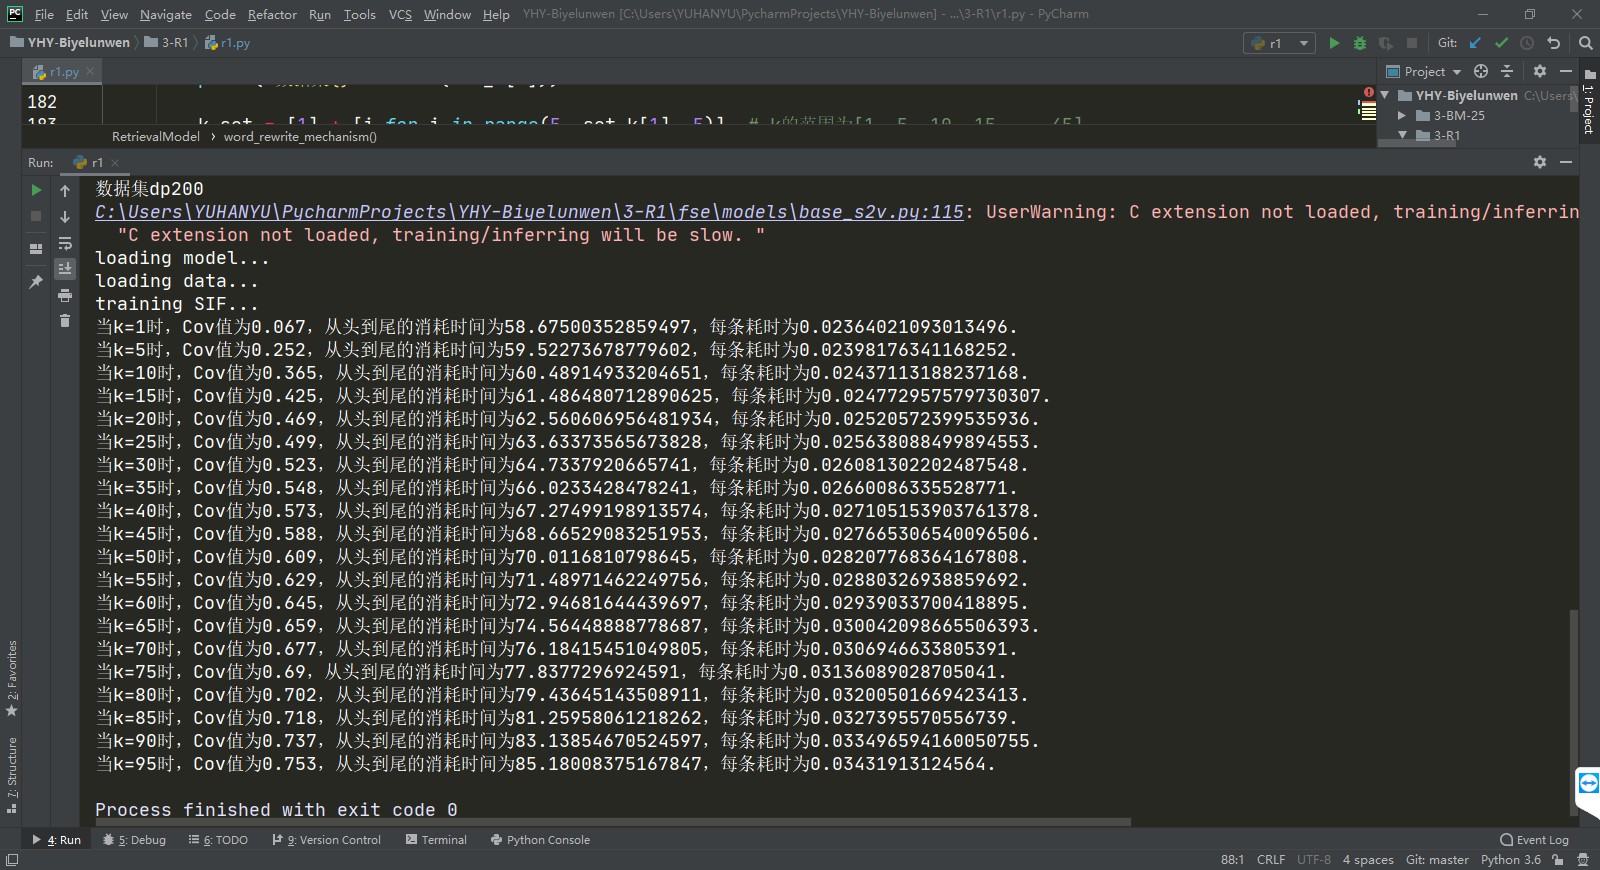 PC File Edit View Navigate Code Refactor Run Tools VCS Window Help YHY-Biyelunwen [C:\Users\YUHANYU\PycharmProjects\YHY-Biyelunwen] - ...\3-R1\r1.py - PyCharm
YHY-Biyelunwen 3-R1 r1.py r1 Git:
r1.py Project
182 YHY-Biyelunwen C:\Users\
183 3-BM-25
RetrievalModel word_rewrite_mechanism() 3-R1
1: Project
Run: r1
数据集dp200
C:\Users\YUHANYU\PycharmProjects\YHY-Biyelunwen\3-R1\fse\models\base_s2v.py:115: UserWarning: C extension not loaded, training/inferrin
"C extension not loaded, training/inferring will be slow. "
loading model...
loading data...
training SIF...
当k=1时，Cov值为0.067，从头到尾的消耗时间为58.67500352859497，每条耗时为0.02364021093013496.
当k=5时，Cov值为0.252，从头到尾的消耗时间为59.52273678779602，每条耗时为0.02398176341168252.
当k=10时，Cov值为0.365，从头到尾的消耗时间为60.48914933204651，每条耗时为0.02437113188237168.
当k=15时，Cov值为0.425，从头到尾的消耗时间为61.486480712890625，每条耗时为0.024772957579730307.
当k=20时，Cov值为0.469，从头到尾的消耗时间为62.560606956481934，每条耗时为0.02520572399535936.
当k=25时，Cov值为0.499，从头到尾的消耗时间为63.63373565673828，每条耗时为0.025638088499894553.
当k=30时，Cov值为0.523，从头到尾的消耗时间为64.7337920665741，每条耗时为0.026081302202487548.
当k=35时，Cov值为0.548，从头到尾的消耗时间为66.0233428478241，每条耗时为0.02660086335528771.
当k=40时，Cov值为0.573，从头到尾的消耗时间为67.27499198913574，每条耗时为0.027105153903761378.
当k=45时，Cov值为0.588，从头到尾的消耗时间为68.66529083251953，每条耗时为0.027665306540096506.
当k=50时，Cov值为0.609，从头到尾的消耗时间为70.0116810798645，每条耗时为0.028207768364167808.
当k=55时，Cov值为0.629，从头到尾的消耗时间为71.48971462249756，每条耗时为0.02880326938859692.
当k=60时，Cov值为0.645，从头到尾的消耗时间为72.94681644439697，每条耗时为0.02939033700418895.
当k=65时，Cov值为0.659，从头到尾的消耗时间为74.56448888778687，每条耗时为0.030042098665506393.
当k=70时，Cov值为0.677，从头到尾的消耗时间为76.18415451049805，每条耗时为0.0306946633805391.
当k=75时，Cov值为0.69，从头到尾的消耗时间为77.8377296924591，每条耗时为0.03136089028705041.
当k=80时，Cov值为0.702，从头到尾的消耗时间为79.43645143508911，每条耗时为0.03200501669423413.
当k=85时，Cov值为0.718，从头到尾的消耗时间为81.25958061218262，每条耗时为0.0327395570556739.
当k=90时，Cov值为0.737，从头到尾的消耗时间为83.13854670524597，每条耗时为0.033496594160050755.
当k=95时，Cov值为0.753，从头到尾的消耗时间为85.18008375167847，每条耗时为0.03431913124564.
Process finished with exit code 0
2: Favorites
7: Structure
4: Run 5: Debug 6: TODO 9: Version Control Terminal Python Console Event Log
88:1 CRLF UTF-8 4 spaces Git: master Python 3.6